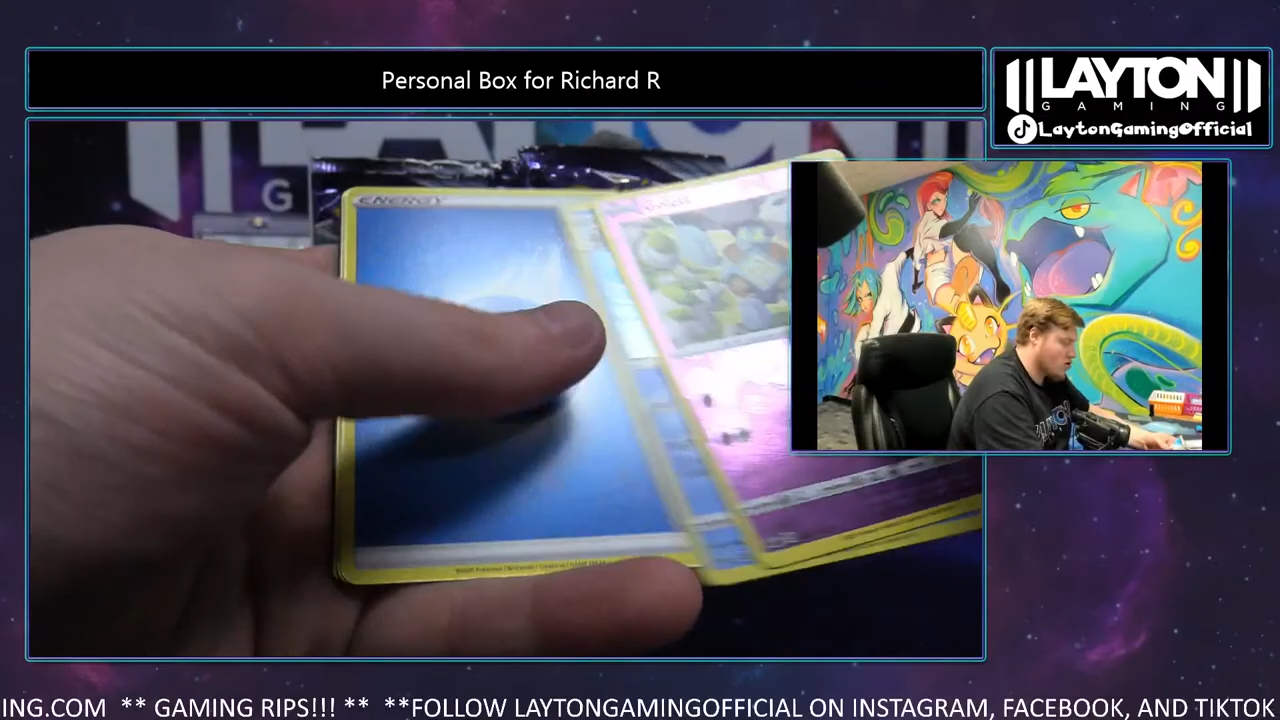 Personal Box for Richard R
LAYTON
GAMING
LaytonGamingOfficial
G
ENERGY
ING.COM ** GAMING RIPS!!! ** **FOLLOW LAYTONGAMINGOFFICIAL ON INSTAGRAM, FACEBOOK, AND TIKTOK